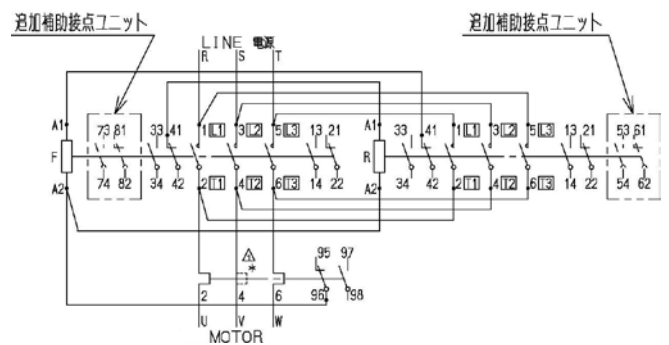 追加補助接点ユニット 追加補助接点ユニット
LINE 電源
R S T
A1 73 81 33 41 1 L1 3 L2 5 L3 13 21 A1 33 41 1 L1 3 L2 5 L3 13 21 53 61
F R
A2 74 82 34 42 2 T1 4 T2 6 T3 14 22 A2 34 42 2 T1 4 T2 6 T3 14 22 54 62
* 95 97
2 4 6 96 98
U V W
MOTOR